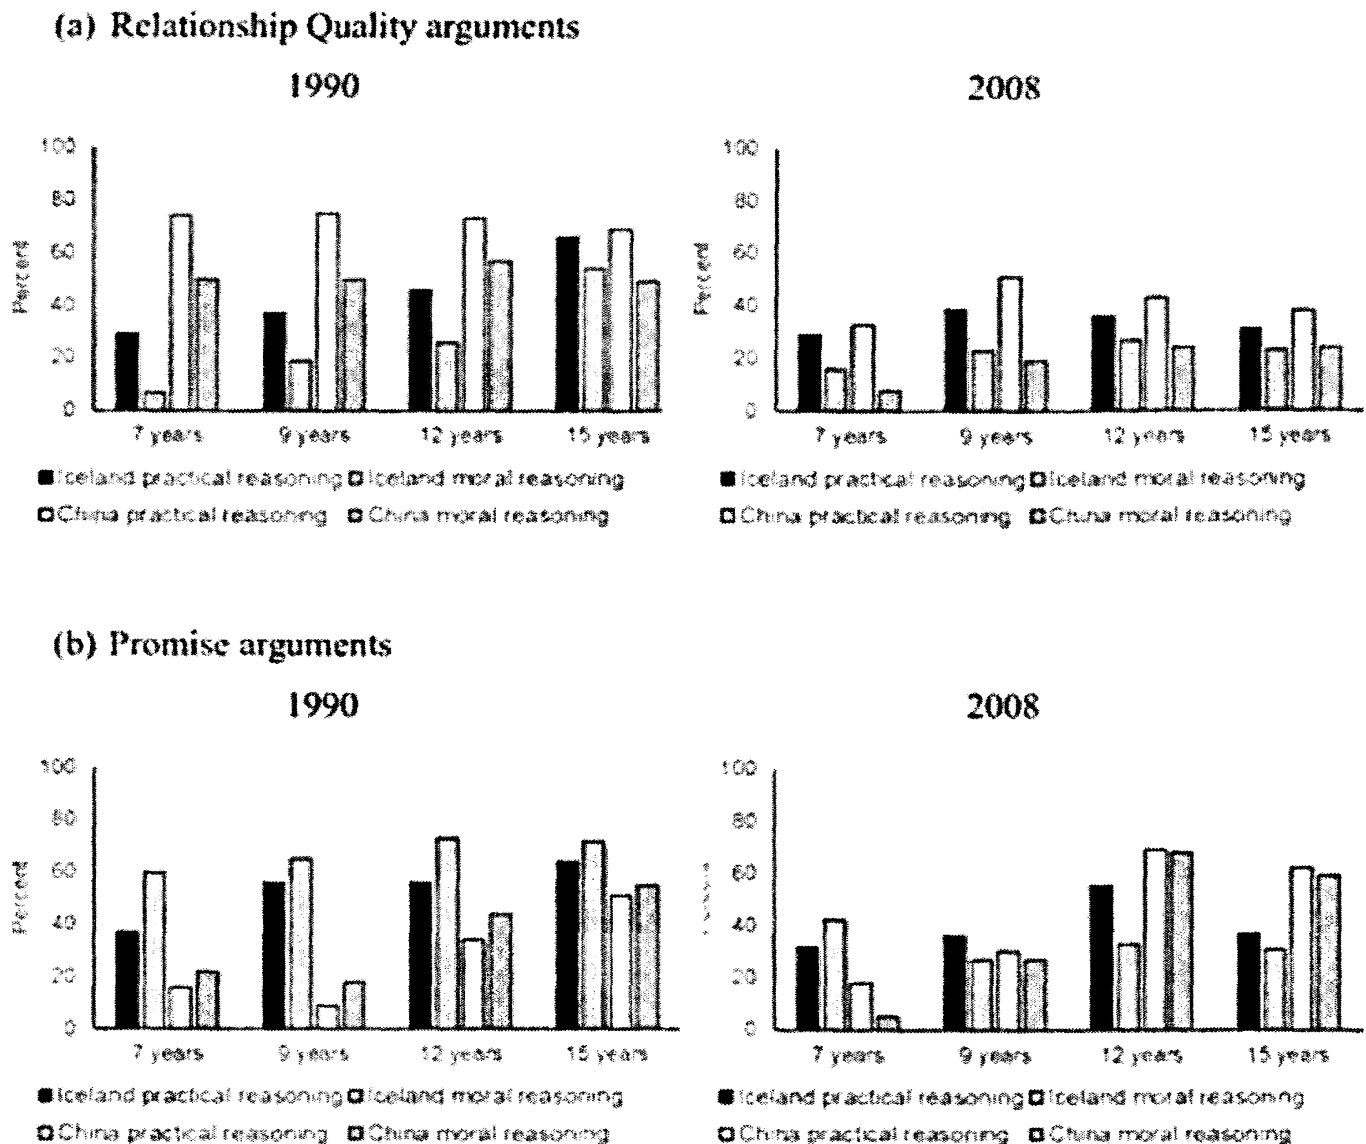 (a) Relationship Quality arguments
1990
2008
100
80
60
40
20
0
Percent
7 years 9 years 12 years 15 years
■Iceland practical reasoning □Iceland moral reasoning
□China practical reasoning □China moral reasoning
100
80
60
40
20
0
Percent
7 years 9 years 12 years 15 years
■Iceland practical reasoning □Iceland moral reasoning
□China practical reasoning □China moral reasoning
(b) Promise arguments
1990
2008
100
80
60
40
20
0
Percent
7 years 9 years 12 years 15 years
■Iceland practical reasoning □Iceland moral reasoning
□China practical reasoning □China moral reasoning
100
80
60
40
20
0
7 years 9 years 12 years 15 years
■Iceland practical reasoning □Iceland moral reasoning
□China practical reasoning □China moral reasoning